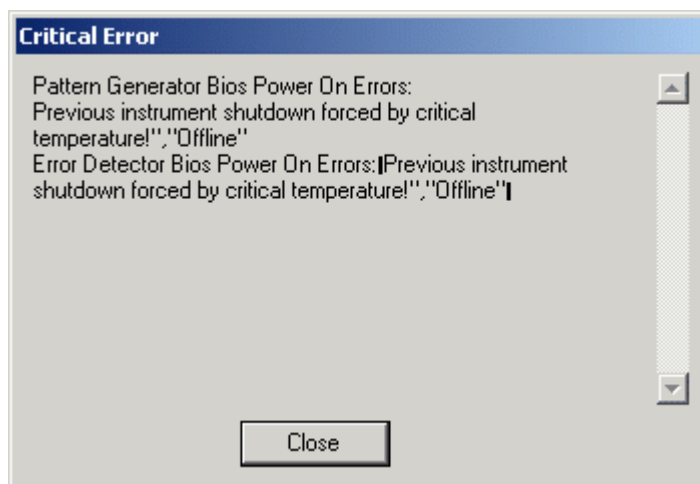 Critical Error
Pattern Generator Bios Power On Errors:
Previous instrument shutdown forced by critical
temperature!","Offline"
Error Detector Bios Power On Errors:|Previous instrument
shutdown forced by critical temperature!","Offline"|
Close